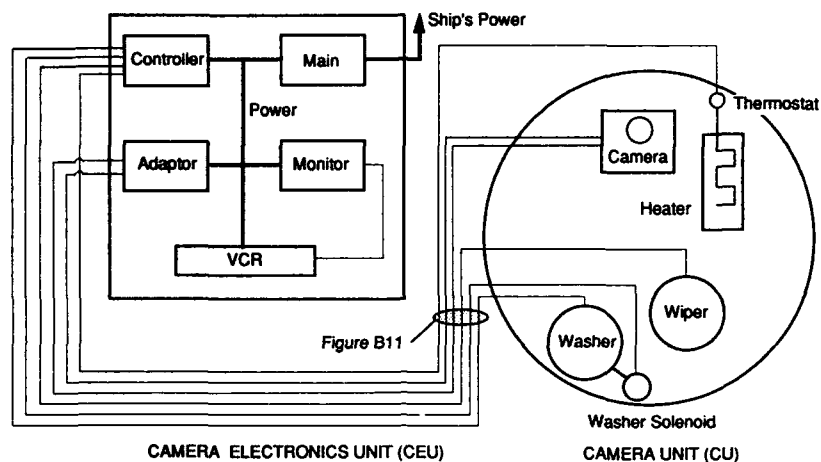 Ship's Power
Controller
Main
Power
Thermostat
Camera
Adaptor
Monitor
Heater
VCR
Wiper
Figure B11
Washer
Washer Solenoid
CAMERA ELECTRONICS UNIT (CEU)
CAMERA UNIT (CU)